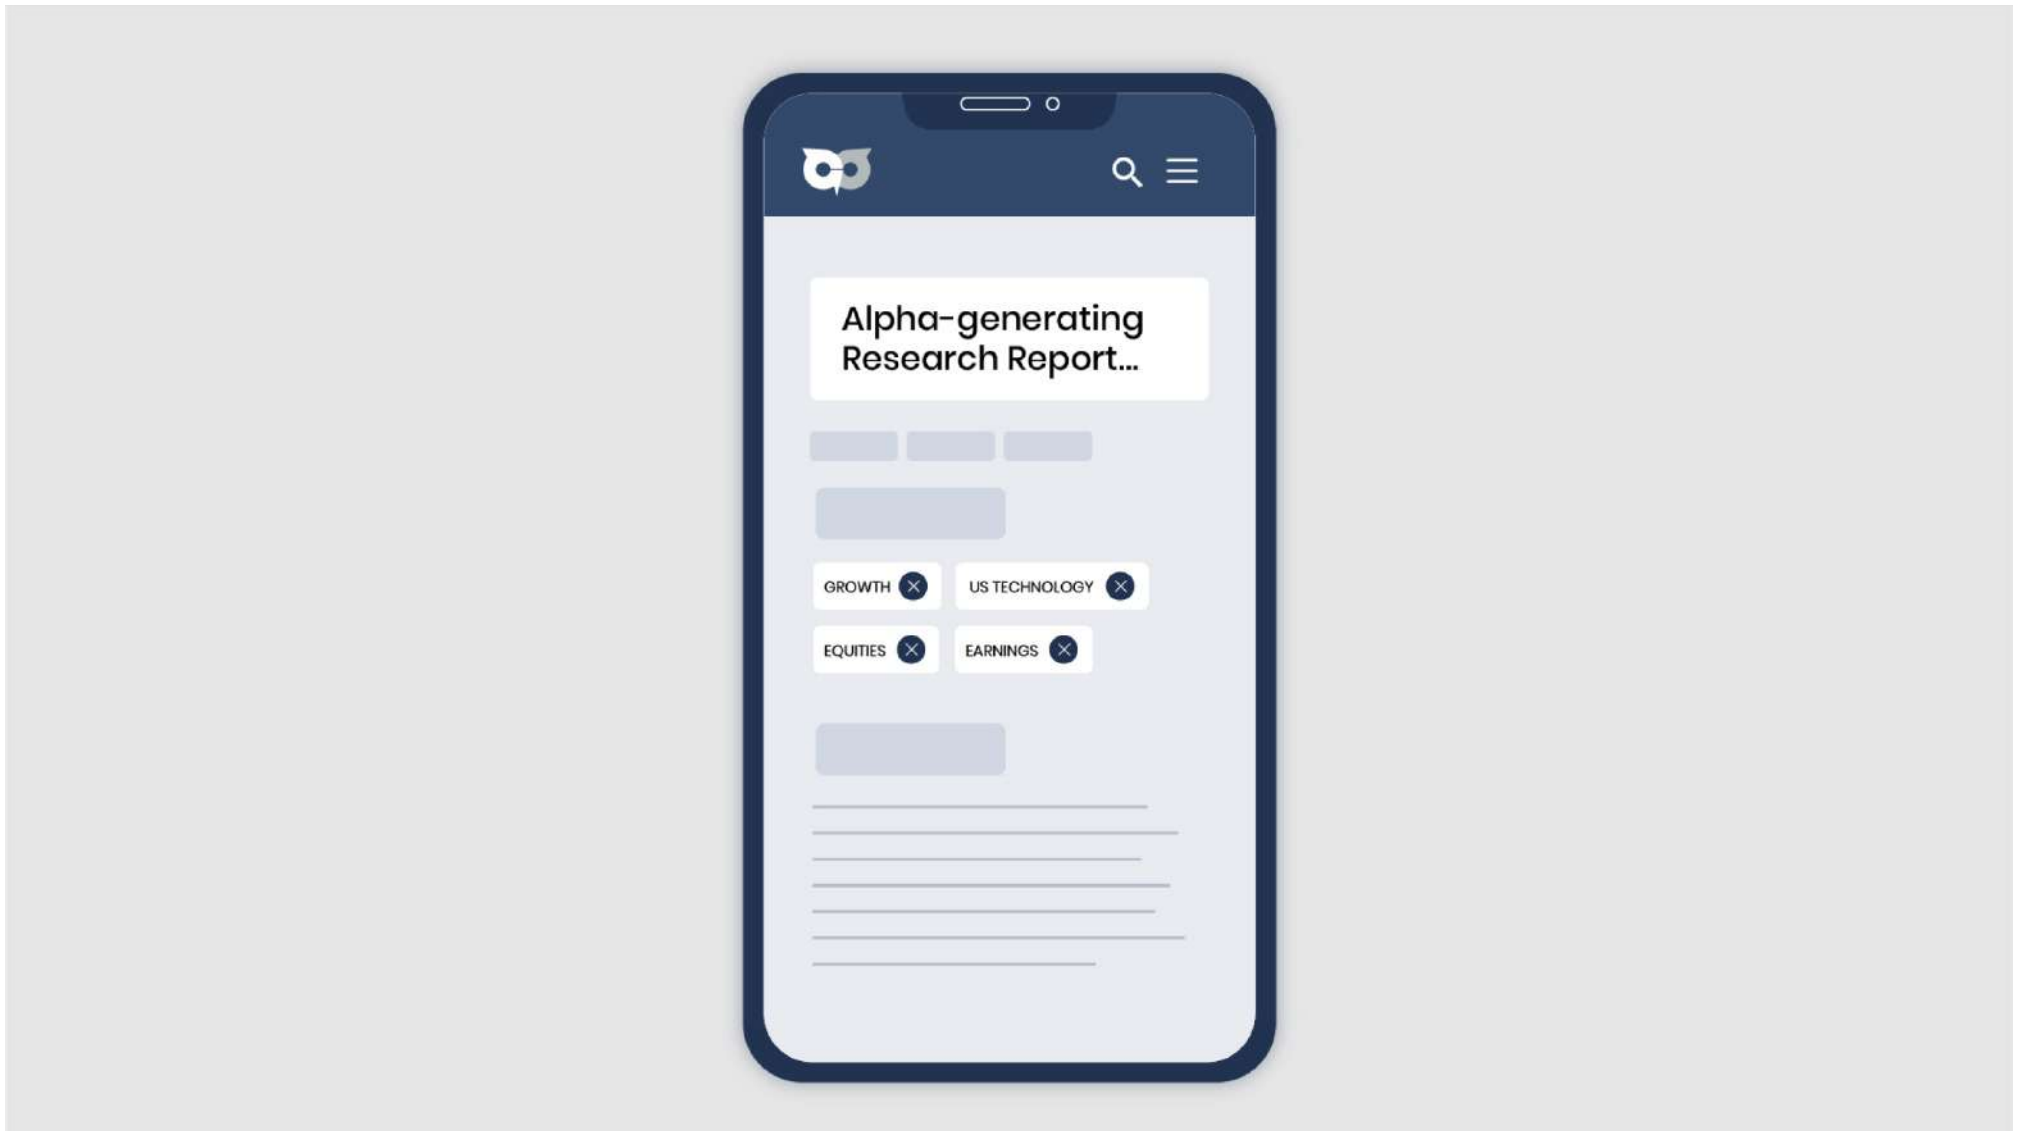 Alpha-generating
Research Report...
GROWTH
US TECHNOLOGY
EQUITIES
EARNINGS